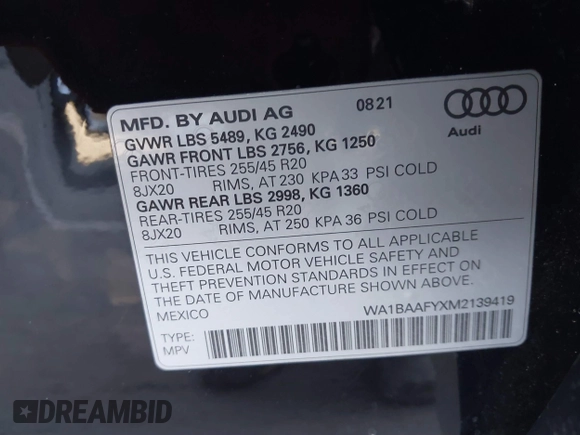 MFD. BY AUDI AG 0821
GVWR LBS 5489, KG 2490
GAWR FRONT LBS 2756, KG 1250
FRONT-TIRES 255/45 R20
8JX20 RIMS, AT 230 KPA 33 PSI COLD
GAWR REAR LBS 2998, KG 1360
REAR-TIRES 255/45 R20
8JX20 RIMS, AT 250 KPA 36 PSI COLD
Audi
THIS VEHICLE CONFORMS TO ALL APPLICABLE
U.S. FEDERAL MOTOR VEHICLE SAFETY AND
THEFT PREVENTION STANDARDS IN EFFECT ON
THE DATE OF MANUFACTURE SHOWN ABOVE.
MEXICO WA1BAAFYXM2139419
TYPE:
MPV
DREAMBID